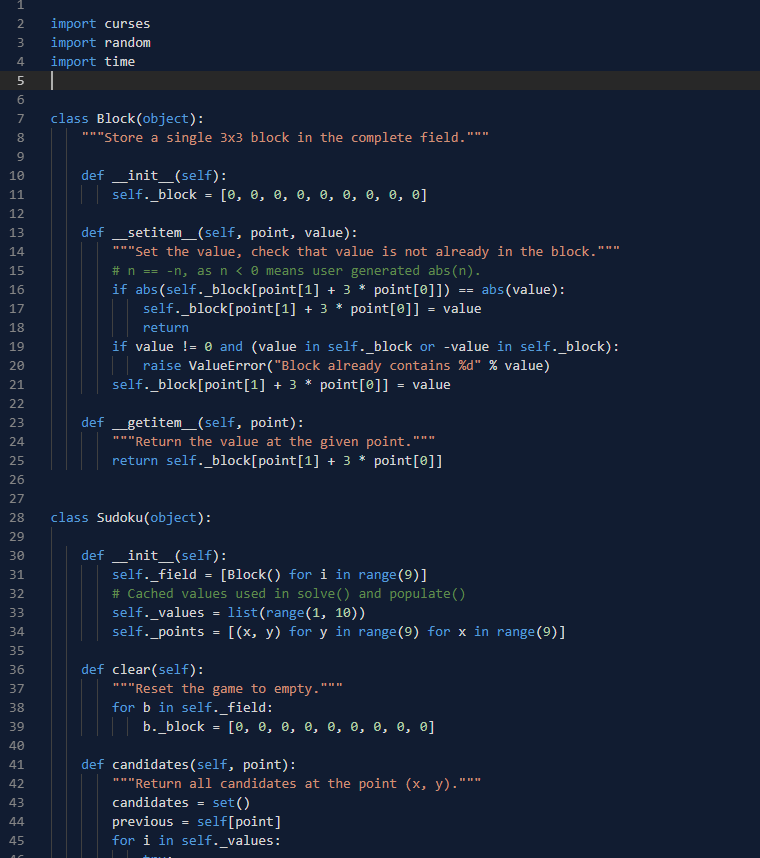 1
2 import curses
3 import random
4 import time
5
6
7 class Block(object):
8     """Store a single 3x3 block in the complete field."""
9
10     def __init__(self):
11         self._block = [0, 0, 0, 0, 0, 0, 0, 0, 0]
12
13     def __setitem__(self, point, value):
14         """Set the value, check that value is not already in the block."""
15         # n == -n, as n < 0 means user generated abs(n).
16         if abs(self._block[point[1] + 3 * point[0]]) == abs(value):
17             self._block[point[1] + 3 * point[0]] = value
18             return
19         if value != 0 and (value in self._block or -value in self._block):
20             raise ValueError("Block already contains %d" % value)
21         self._block[point[1] + 3 * point[0]] = value
22
23     def __getitem__(self, point):
24         """Return the value at the given point."""
25         return self._block[point[1] + 3 * point[0]]
26
27
28 class Sudoku(object):
29
30     def __init__(self):
31         self._field = [Block() for i in range(9)]
32         # Cached values used in solve() and populate()
33         self._values = list(range(1, 10))
34         self._points = [(x, y) for y in range(9) for x in range(9)]
35
36     def clear(self):
37         """Reset the game to empty."""
38         for b in self._field:
39             b._block = [0, 0, 0, 0, 0, 0, 0, 0, 0]
40
41     def candidates(self, point):
42         """Return all candidates at the point (x, y)."""
43         candidates = set()
44         previous = self[point]
45         for i in self._values: